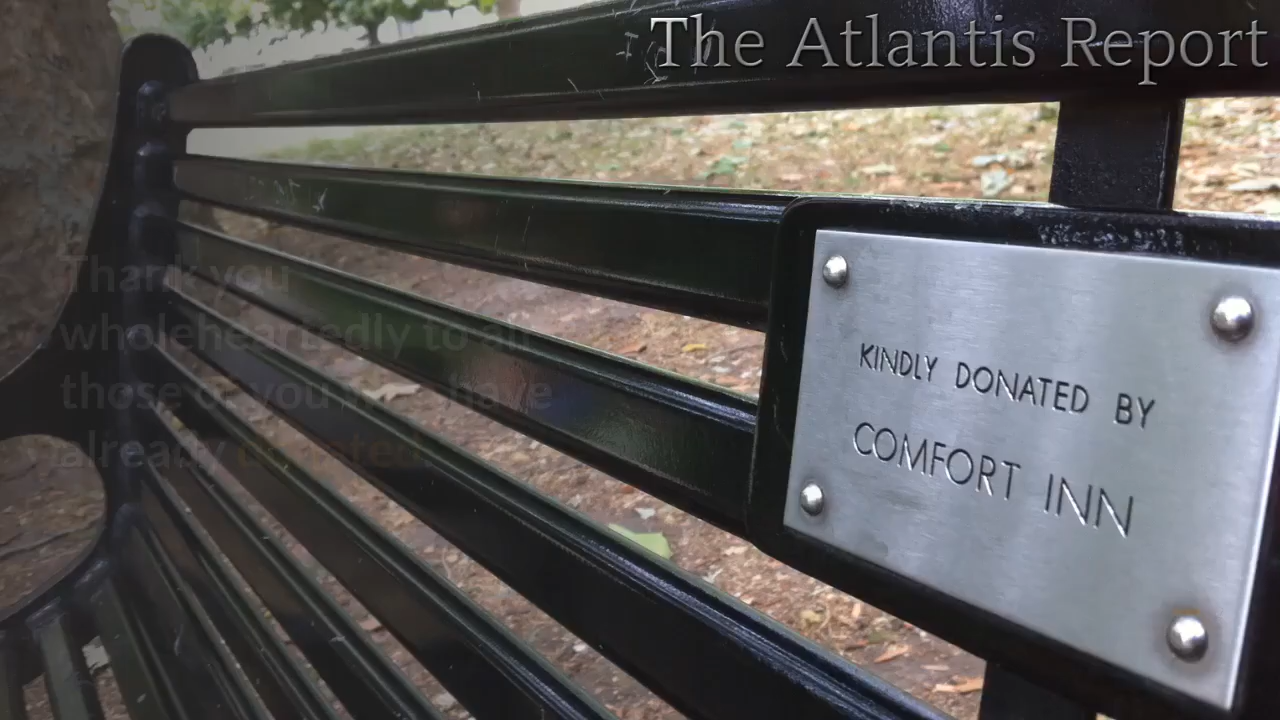 The Atlantis Report
Thank you
wholeheartedly to all
those of you who have
already donated.
KINDLY DONATED BY
COMFORT INN